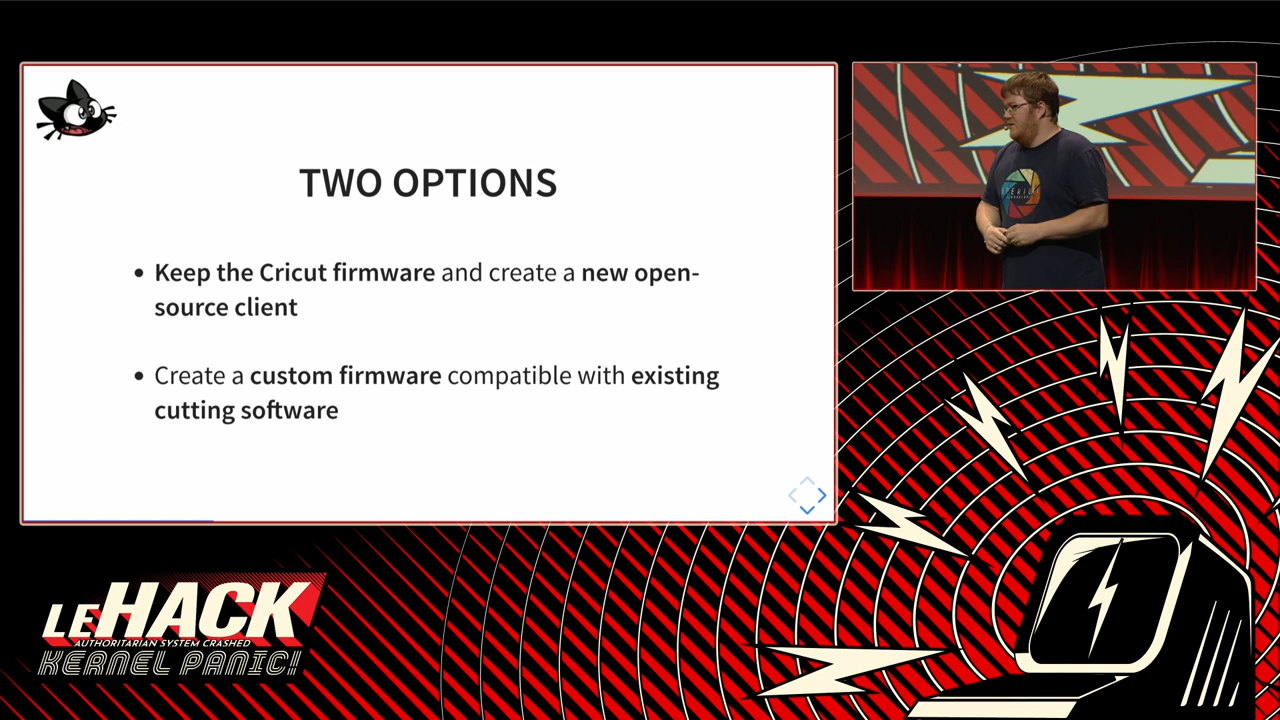 TWO OPTIONS
• Keep the Cricut firmware and create a new open-
source client
• Create a custom firmware compatible with existing
cutting software
LEHACK
AUTHORITARIAN SYSTEM CRASHED
KERNEL PANIC!